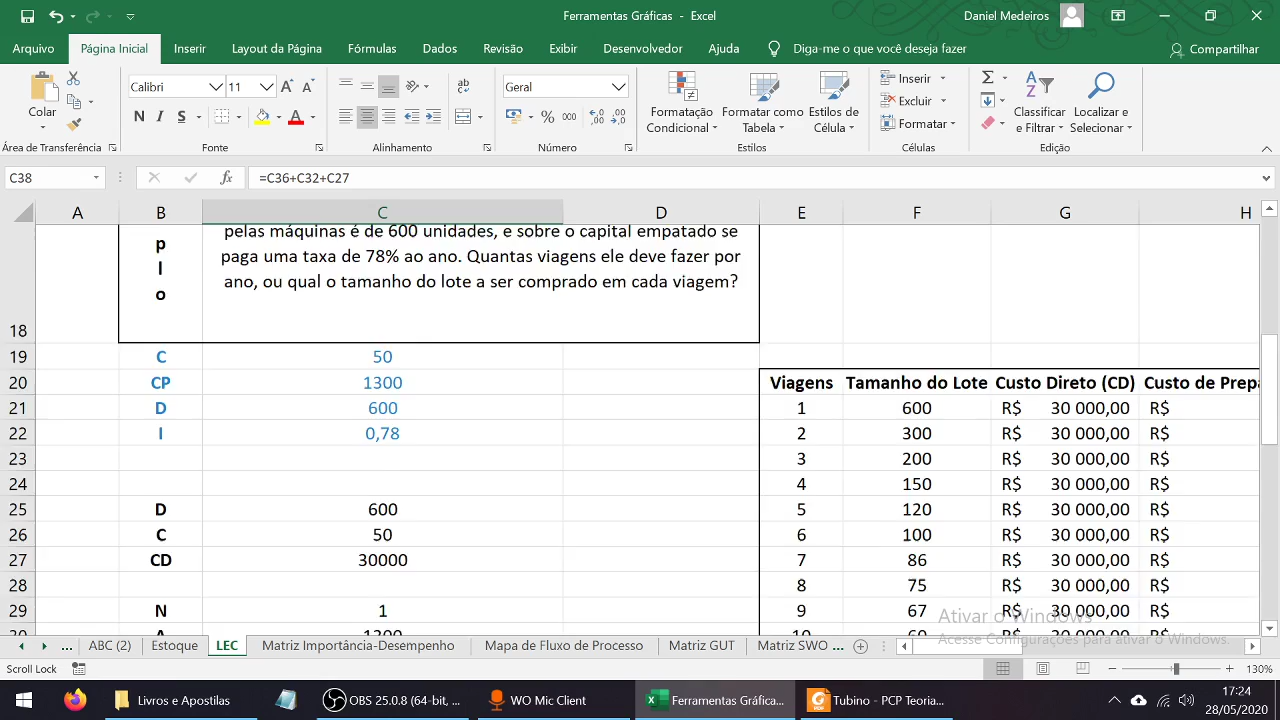 Ferramentas Gráficas - Excel
Daniel Medeiros
Arquivo Página Inicial Inserir Layout da Página Fórmulas Dados Revisão Exibir Desenvolvedor Ajuda Diga-me o que você deseja fazer Compartilhar
Colar
Calibri 11
N I S
Geral
% 000
Formatação Condicional
Formatar como Tabela
Estilos de Célula
Inserir
Excluir
Formatar
Classificar e Filtrar
Localizar e Selecionar
Área de Transferência Fonte Alinhamento Número Estilos Células Edição
C38 fx =C36+C32+C27
A B C D E F G H
p
l
o
pelas máquinas é de 600 unidades, e sobre o capital empatado se
paga uma taxa de 78% ao ano. Quantas viagens ele deve fazer por
ano, ou qual o tamanho do lote a ser comprado em cada viagem?
18
19 C 50
20 CP 1300 Viagens Tamanho do Lote Custo Direto (CD) Custo de Prepa
21 D 600 1 600 R$ 30 000,00 R$
22 I 0,78 2 300 R$ 30 000,00 R$
23 3 200 R$ 30 000,00 R$
24 4 150 R$ 30 000,00 R$
25 D 600 5 120 R$ 30 000,00 R$
26 C 50 6 100 R$ 30 000,00 R$
27 CD 30000 7 86 R$ 30 000,00 R$
28 8 75 R$ 30 000,00 R$
29 N 1 9 67 R$ 30 000,00 R$
30 A 1300 10 60 R$ 30 000,00 R$
Ativar o Windows
Acesse Configurações para ativar o Windows.
... ABC (2) Estoque LEC Matriz ImportânciaxDesempenho Mapa de Fluxo de Processo Matriz GUT Matriz SWO ...
Scroll Lock 130%
Livros e Apostilas OBS 25.0.8 (64-bit, ... WO Mic Client Ferramentas Gráfica... Tubino - PCP Teoria...
17:24
28/05/2020